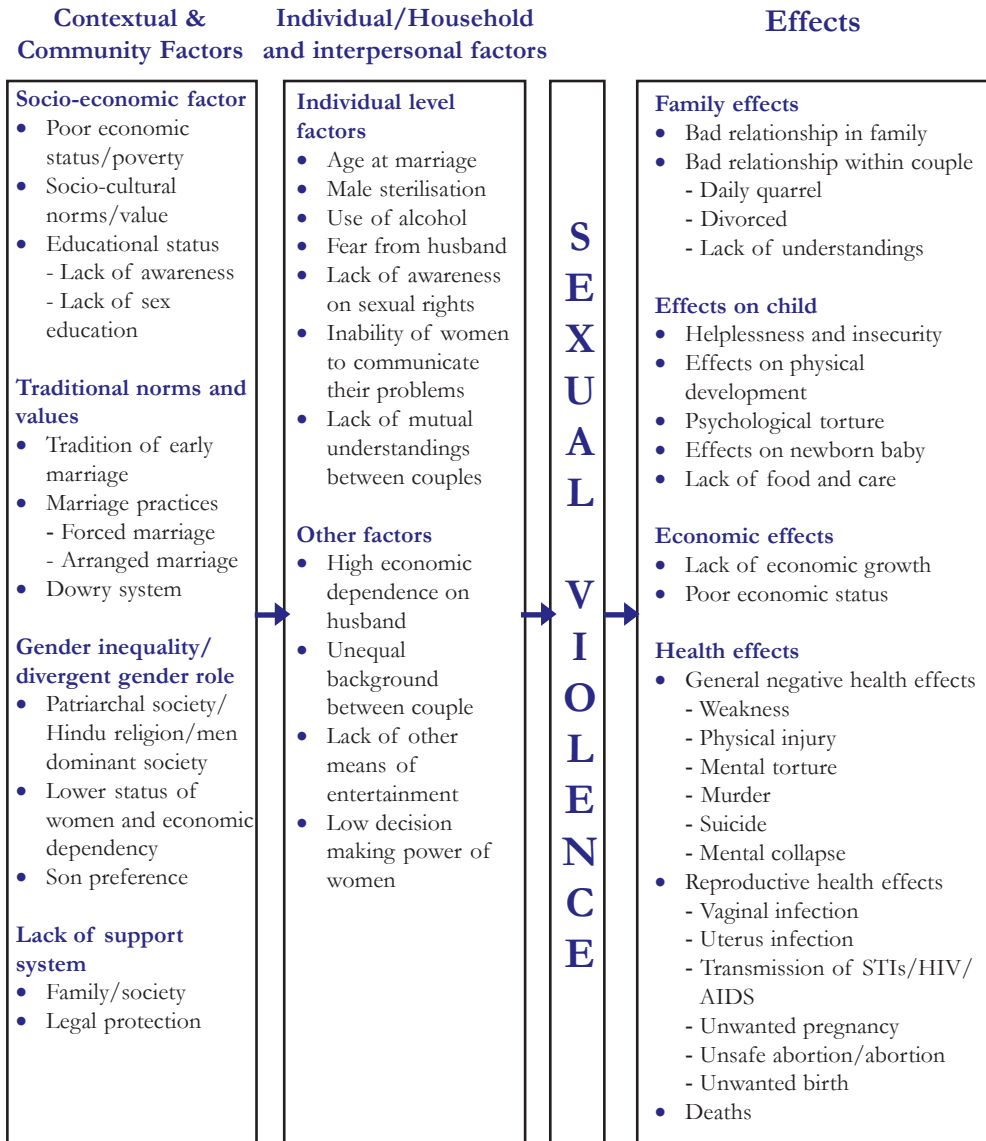 Contextual &
Community Factors
Socio-economic factor
• Poor economic
status/poverty
• Socio-cultural
norms/value
• Educational status
- Lack of awareness
- Lack of sex
education
Traditional norms and
values
• Tradition of early
marriage
• Marriage practices
- Forced marriage
- Arranged marriage
• Dowry system
Gender inequality/
divergent gender role
• Patriarchal society/
Hindu religion/men
dominant society
• Lower status of
women and economic
dependency
• Son preference
Lack of support
system
• Family/society
• Legal protection
Individual/Household
and interpersonal factors
Individual level
factors
• Age at marriage
• Male sterilisation
• Use of alcohol
• Fear from husband
• Lack of awareness
on sexual rights
• Inability of women
to communicate
their problems
• Lack of mutual
understandings
between couples
Other factors
• High economic
dependence on
husband
• Unequal
background
between couple
• Lack of other
means of
entertainment
• Low decision
making power of
women
SEXUAL VIOLENCE
Effects
Family effects
• Bad relationship in family
• Bad relationship within couple
- Daily quarrel
- Divorced
- Lack of understandings
Effects on child
• Helplessness and insecurity
• Effects on physical
development
• Psychological torture
• Effects on newborn baby
• Lack of food and care
Economic effects
• Lack of economic growth
• Poor economic status
Health effects
• General negative health effects
- Weakness
- Physical injury
- Mental torture
- Murder
- Suicide
- Mental collapse
• Reproductive health effects
- Vaginal infection
- Uterus infection
- Transmission of STIs/HIV/
AIDS
- Unwanted pregnancy
- Unsafe abortion/abortion
- Unwanted birth
• Deaths